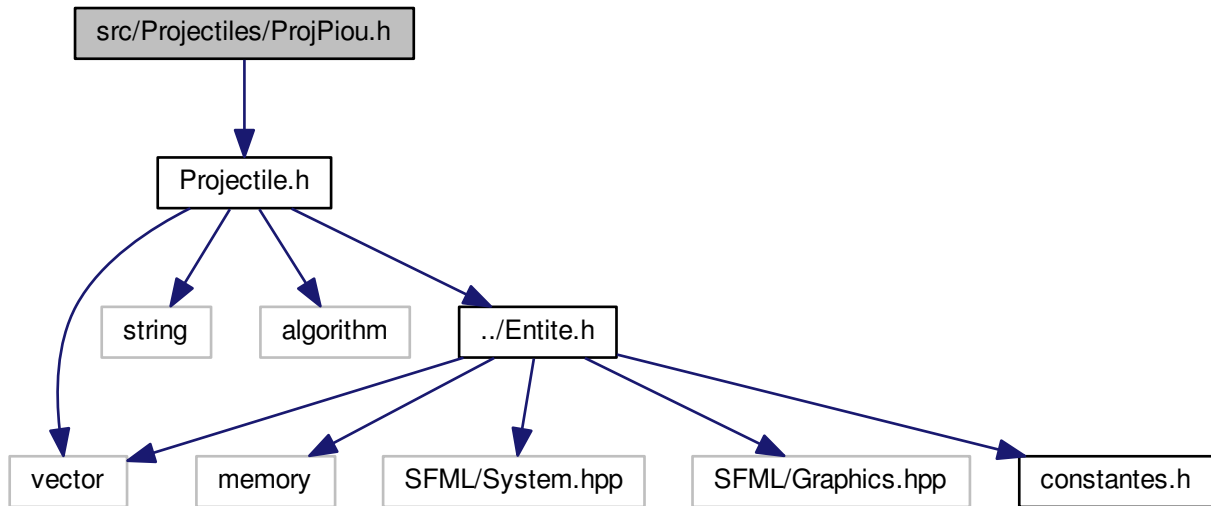 src/Projectiles/ProjPiou.h
Projectile.h
string
algorithm
../Entite.h
vector
memory
SFML/System.hpp
SFML/Graphics.hpp
constantes.h